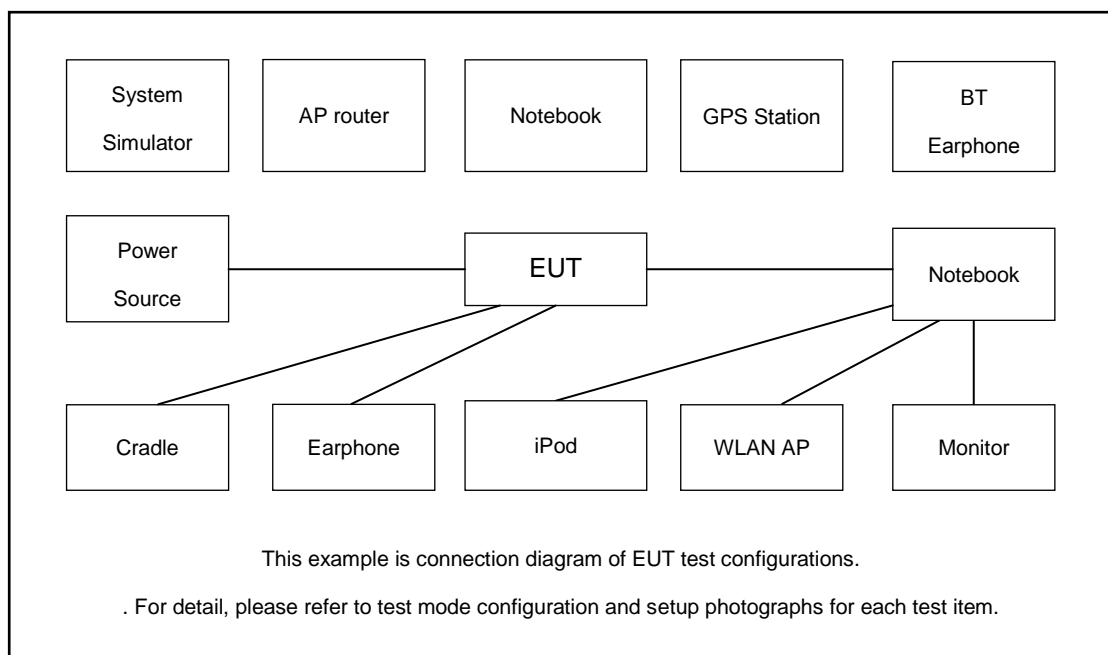 System
Simulator
AP router
Notebook
GPS Station
BT
Earphone
Power
Source
EUT
Notebook
Cradle
Earphone
iPod
WLAN AP
Monitor
This example is connection diagram of EUT test configurations.
. For detail, please refer to test mode configuration and setup photographs for each test item.